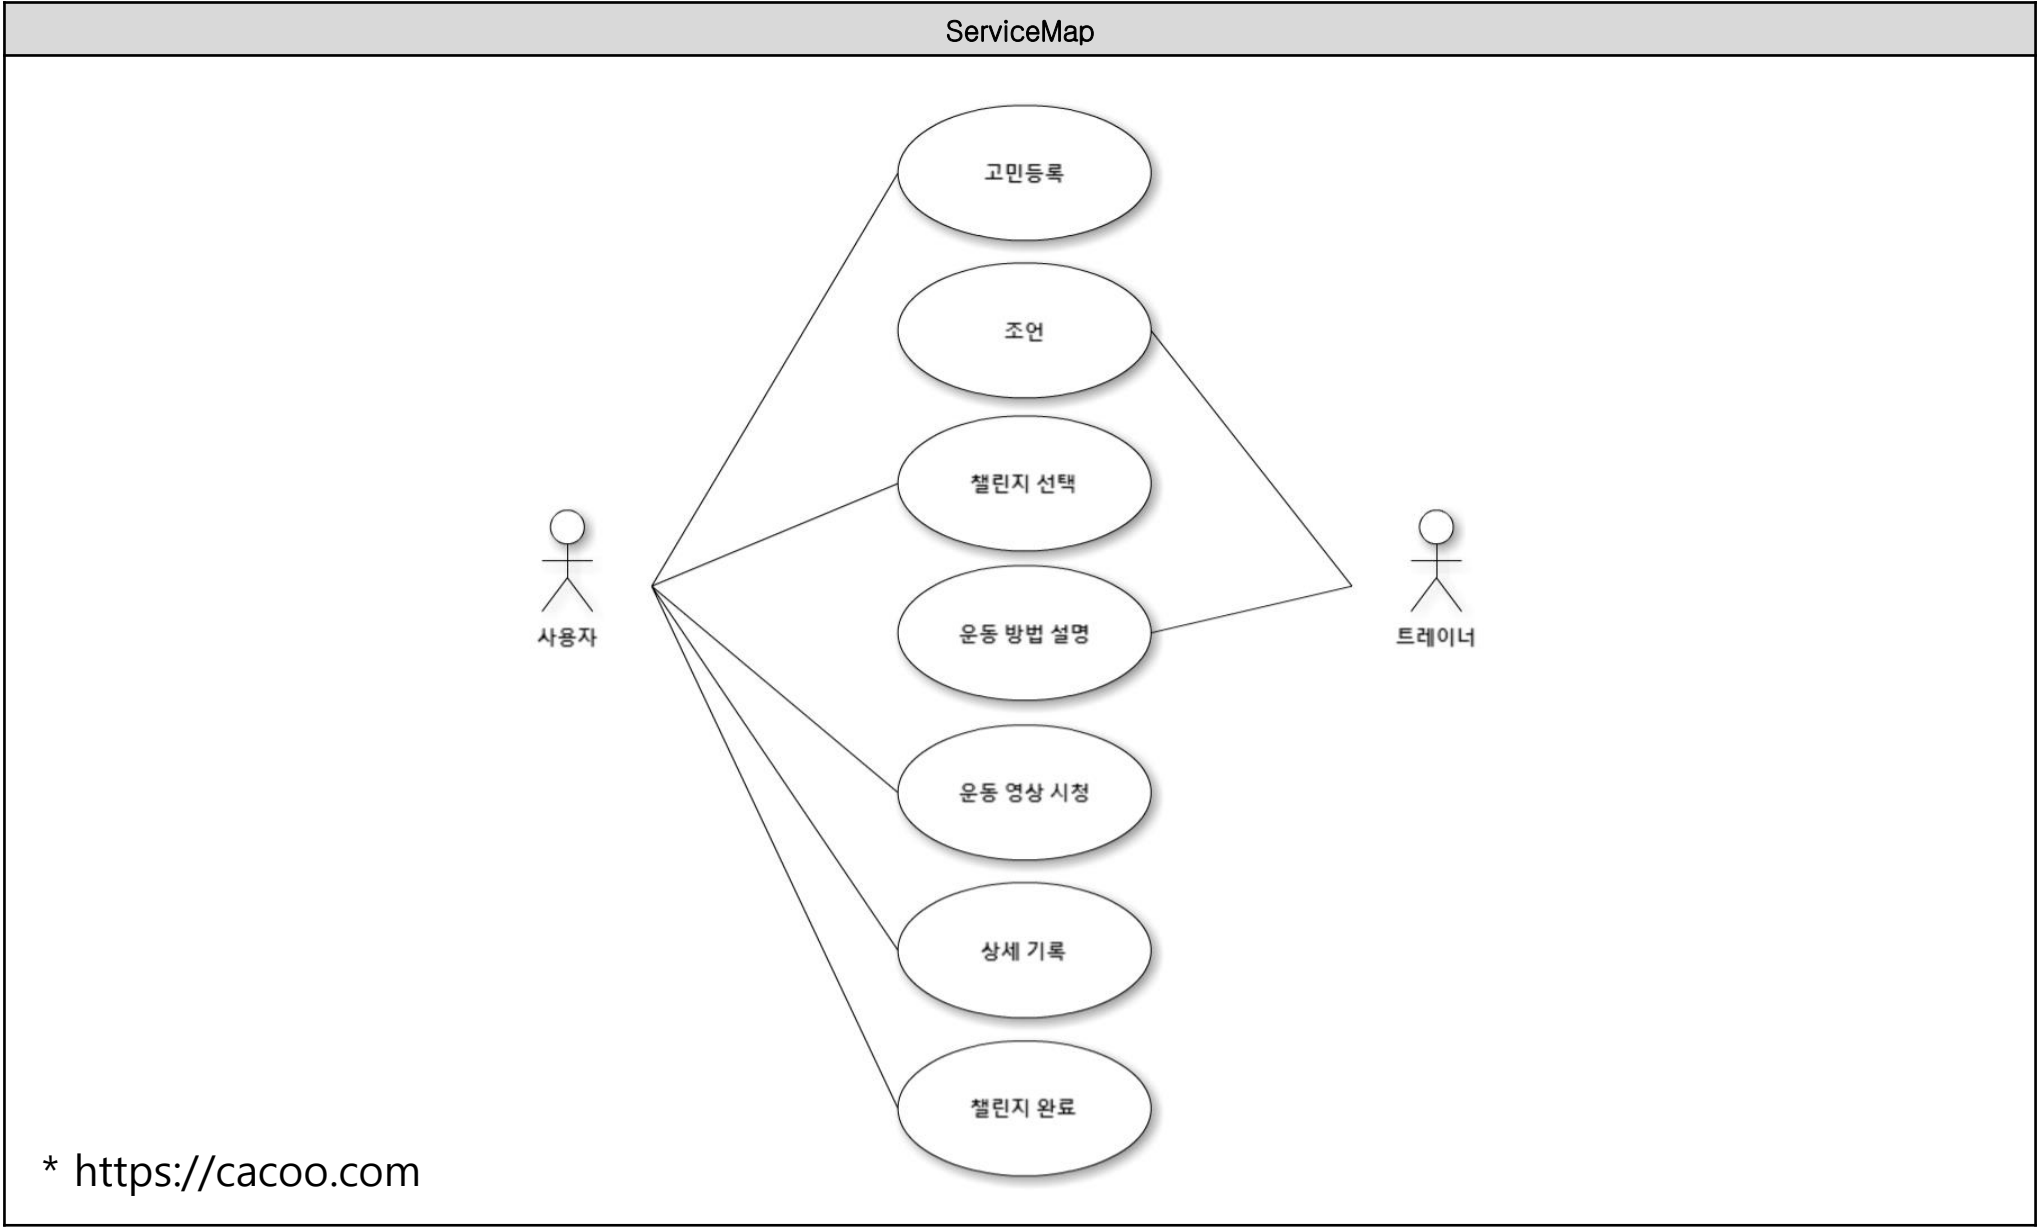 ServiceMap
고민등록
조언
챌린지 선택
사용자
운동 방법 설명
트레이너
운동 영상 시청
상세 기록
챌린지 완료
* https://cacoo.com